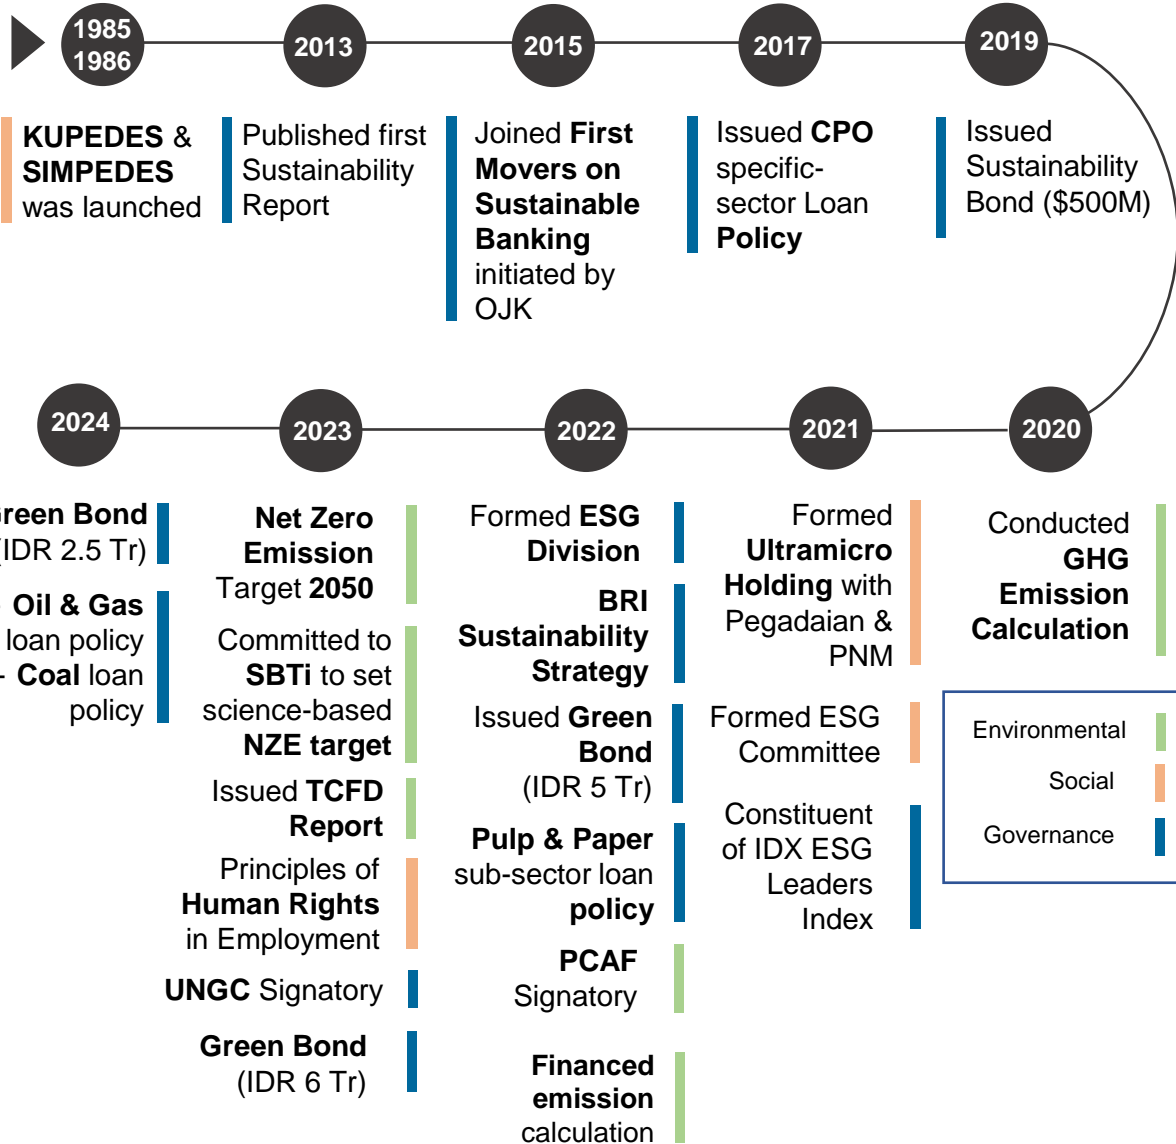 1985
1986
2013
2015
2017
2019
KUPEDES &
SIMPEDES
was launched
Published first
Sustainability
Report
Joined First
Movers on
Sustainable
Banking
initiated by
OJK
Issued CPO
specific-
sector Loan
Policy
Issued
Sustainability
Bond ($500M)
2024
2023
2022
2021
2020
Green Bond
(IDR 2.5 Tr)
Oil & Gas
loan policy
- Coal loan
policy
Net Zero
Emission
Target 2050
Committed to
SBTi to set
science-based
NZE target
Issued TCFD
Report
Principles of
Human Rights
in Employment
UNGC Signatory
Green Bond
(IDR 6 Tr)
Formed ESG
Division
BRI
Sustainability
Strategy
Issued Green
Bond
(IDR 5 Tr)
Pulp & Paper
sub-sector loan
policy
PCAF
Signatory
Financed
emission
calculation
Formed
Ultramicro
Holding with
Pegadaian &
PNM
Formed ESG
Committee
Constituent
of IDX ESG
Leaders
Index
Conducted
GHG
Emission
Calculation
Environmental
Social
Governance